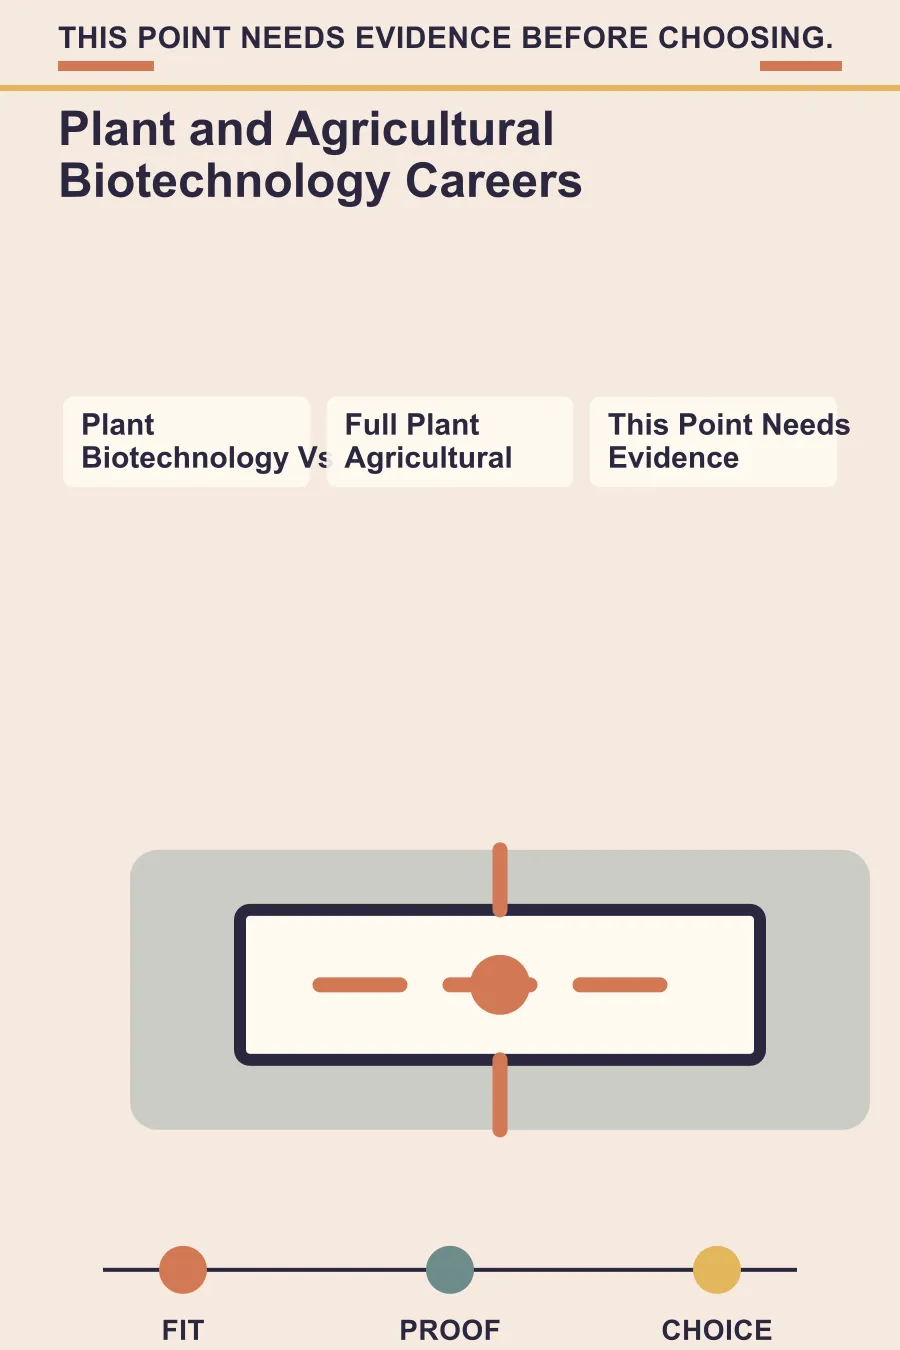 THIS POINT NEEDS EVIDENCE BEFORE CHOOSING.
Plant and Agricultural
Biotechnology Careers
Plant
Biotechnology Vs
Full Plant
Agricultural
This Point Needs
Evidence
FIT
PROOF
CHOICE